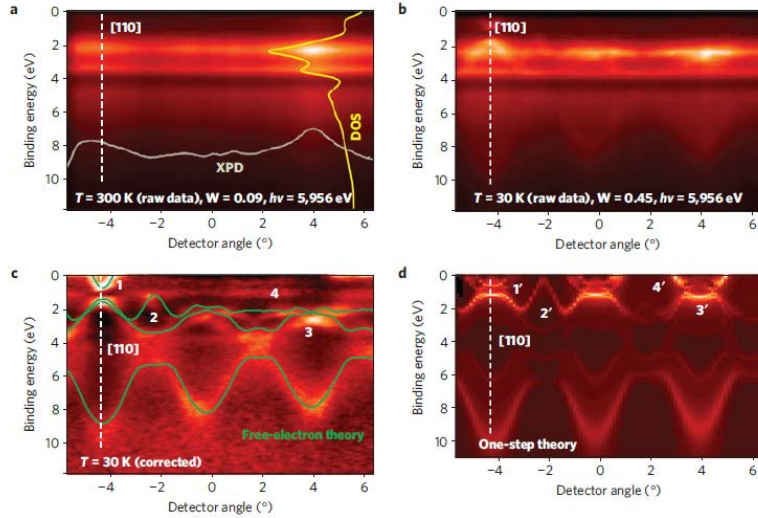 a
0
2
4
6
8
10
Binding energy (eV)
[110]
DOS
XPD
T = 300 K (raw data), W = 0.09, hν = 5,956 eV
−4 −2 0 2 4 6
Detector angle (°)
b
0
2
4
6
8
10
Binding energy (eV)
[110]
T = 30 K (raw data), W = 0.45, hν = 5,956 eV
−4 −2 0 2 4 6
Detector angle (°)
c
0
2
4
6
8
10
Binding energy (eV)
1
4
2
3
[110]
Free-electron theory
T = 30 K (corrected)
−4 −2 0 2 4 6
Detector angle (°)
d
0
2
4
6
8
10
Binding energy (eV)
1′
4′
2′
3′
[110]
One-step theory
−4 −2 0 2 4 6
Detector angle (°)